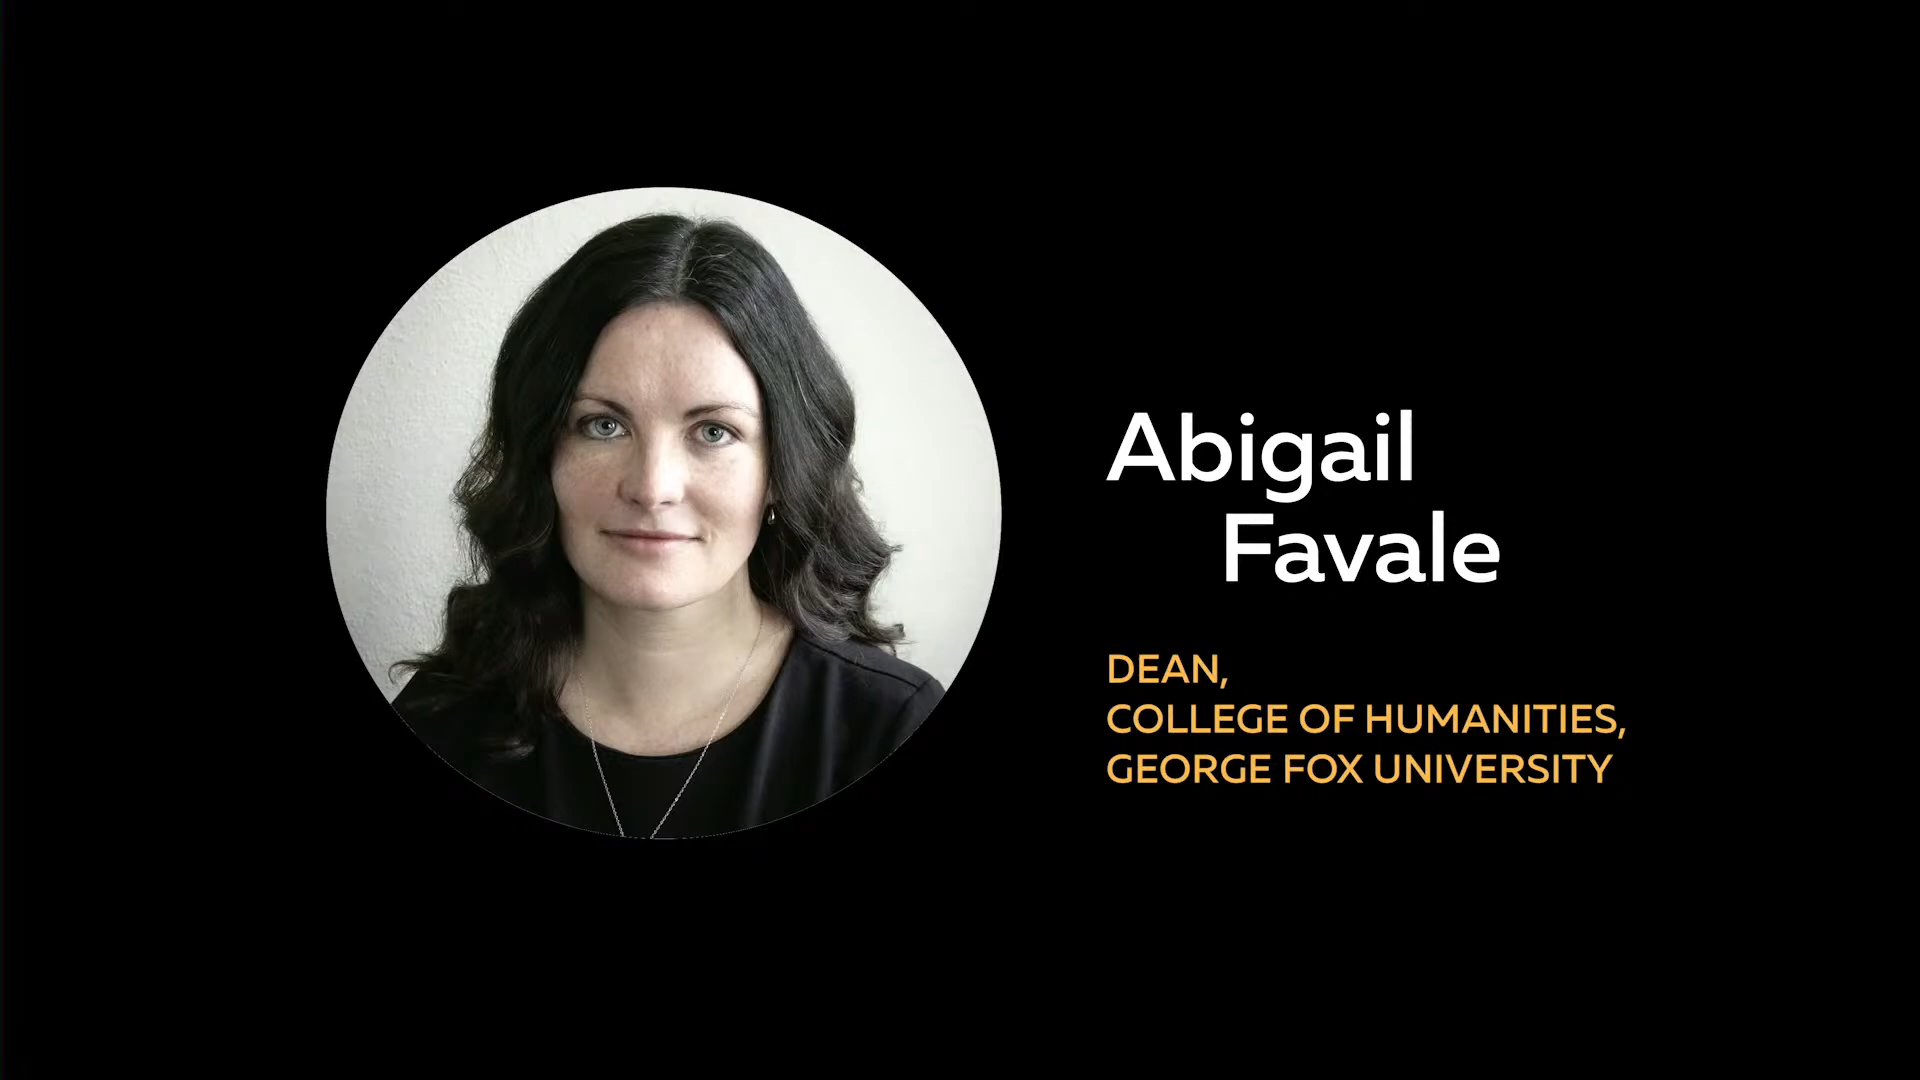 Abigail
Favale
DEAN,
COLLEGE OF HUMANITIES,
GEORGE FOX UNIVERSITY